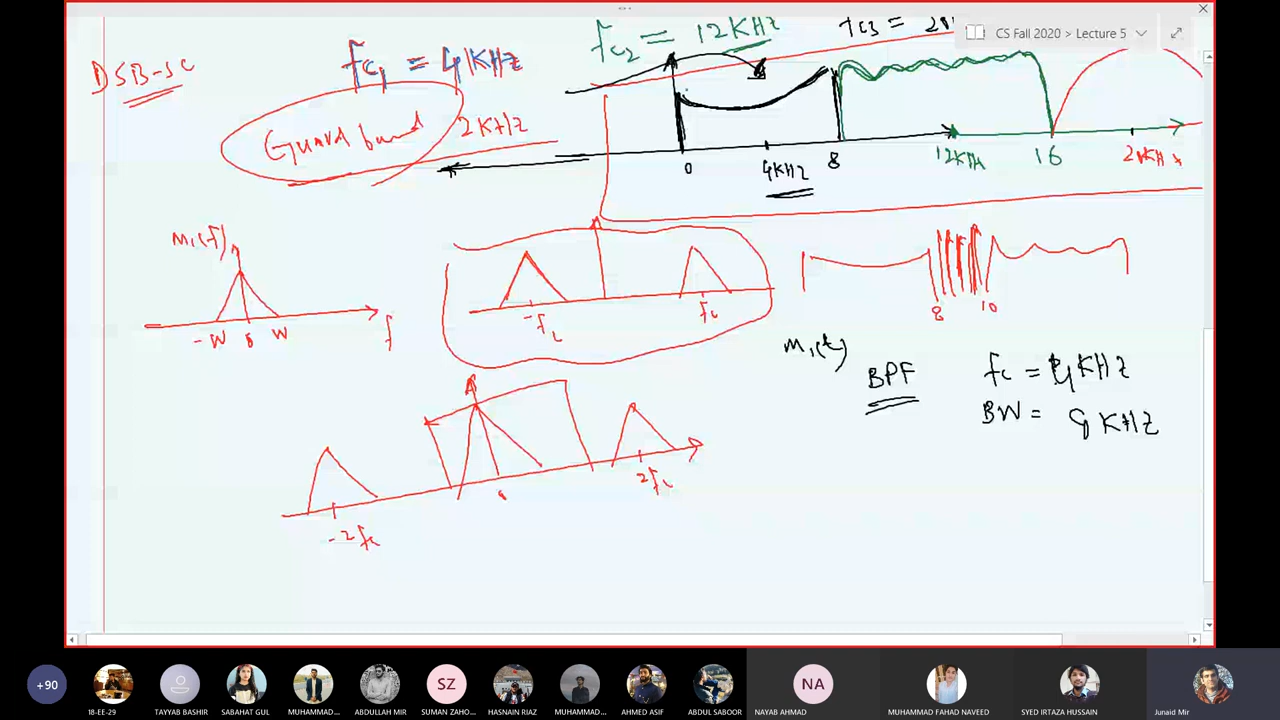 fc2 = 12KHz
fc3 =
CS Fall 2020 > Lecture 5
DSB-SC
fc1 = 4KHz
Guard band 2KHz
0 4KHz 8 12KHz 16 20KHz
M1(f)
-W 0 W f
-fc fc
8 10
m1(t)
BPF fc = 4KHz
BW =
-2fc 0 2fc
+90
18-EE-29
TAYYAB BASHIR
SABAHAT GUL
MUHAMMAD...
ABDULLAH MIR
SZ
SUMAN ZAHO...
HASNAIN RIAZ
MUHAMMAD...
AHMED ASIF
ABDUL SABOOR
NA
NAYAB AHMAD
MUHAMMAD FAHAD NAVEED
SYED IRTAZA HUSSAIN
Junaid Mir